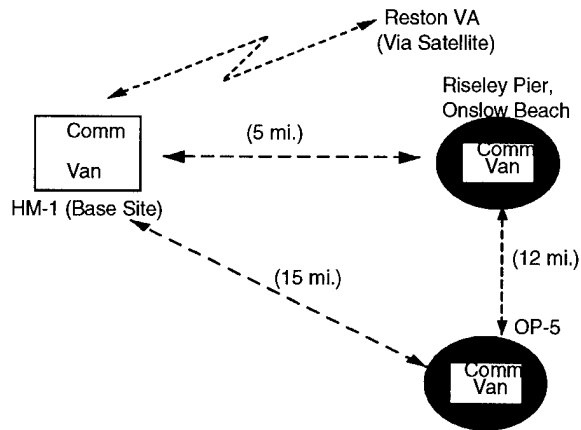 Reston VA
(Via Satellite)
Riseley Pier,
Onslow Beach
Comm
Van
(5 mi.)
Comm
Van
HM-1 (Base Site)
(15 mi.)
(12 mi.)
OP-5
Comm
Van